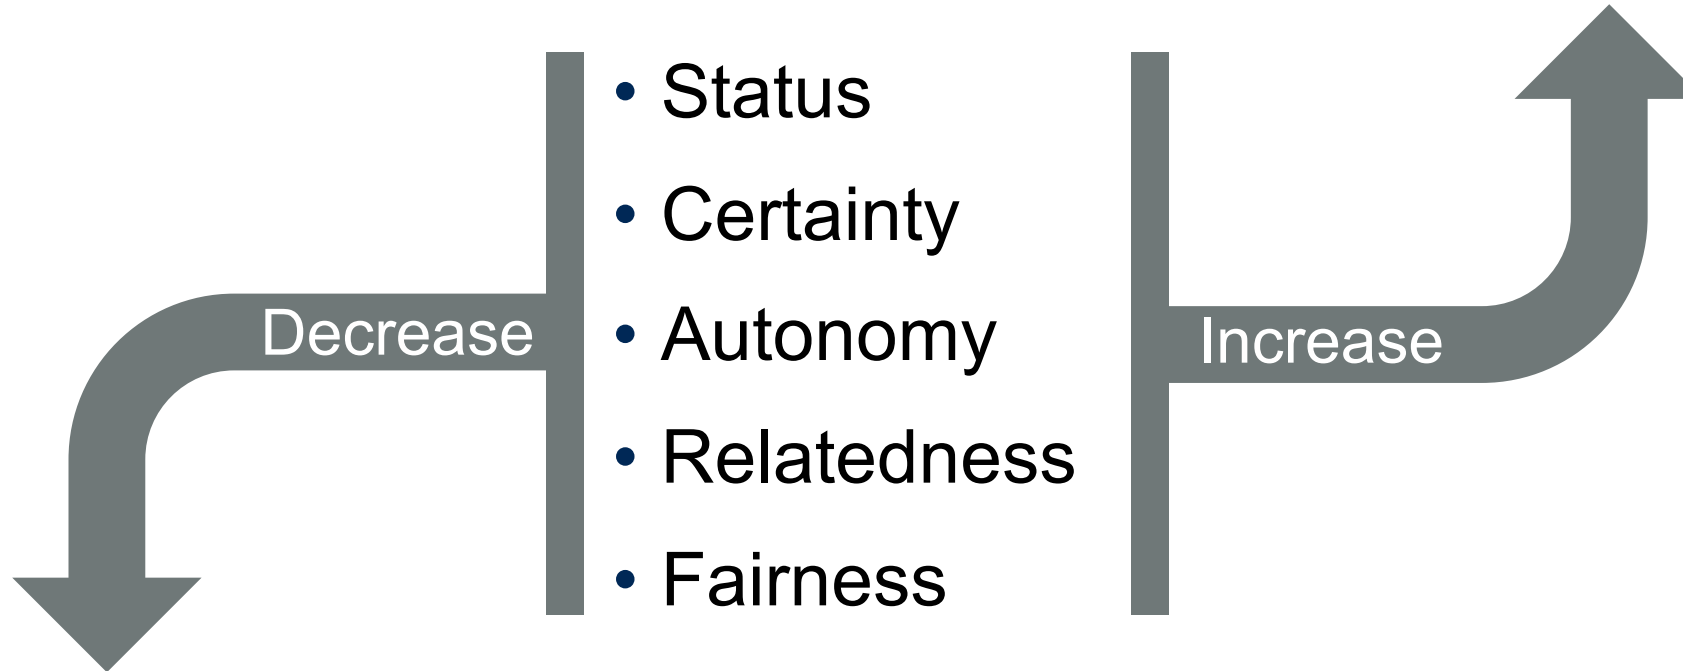 • Status
• Certainty
Decrease
• Autonomy
Increase
• Relatedness
• Fairness